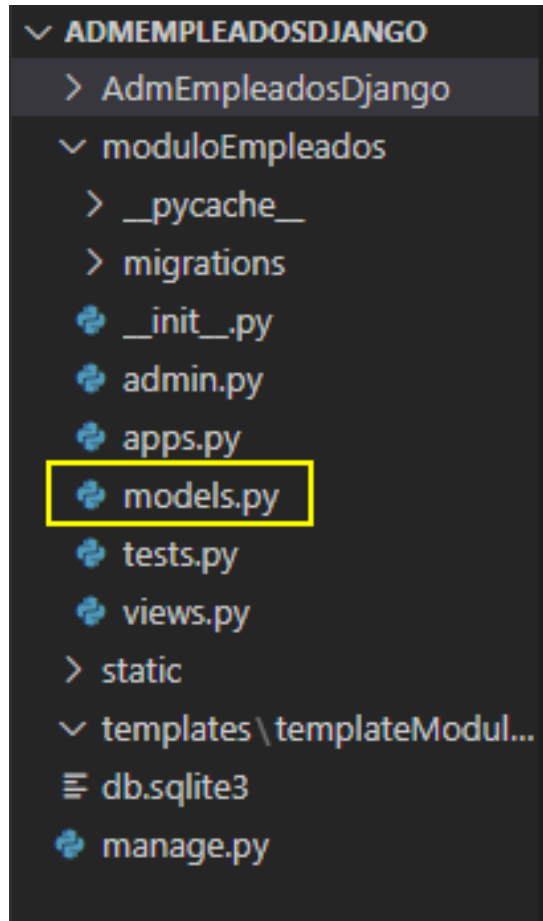 ADMEMPLEADOSDJANGO
AdmEmpleadosDjango
moduloEmpleados
__pycache__
migrations
__init__.py
admin.py
apps.py
models.py
tests.py
views.py
static
templates\templateModul...
db.sqlite3
manage.py